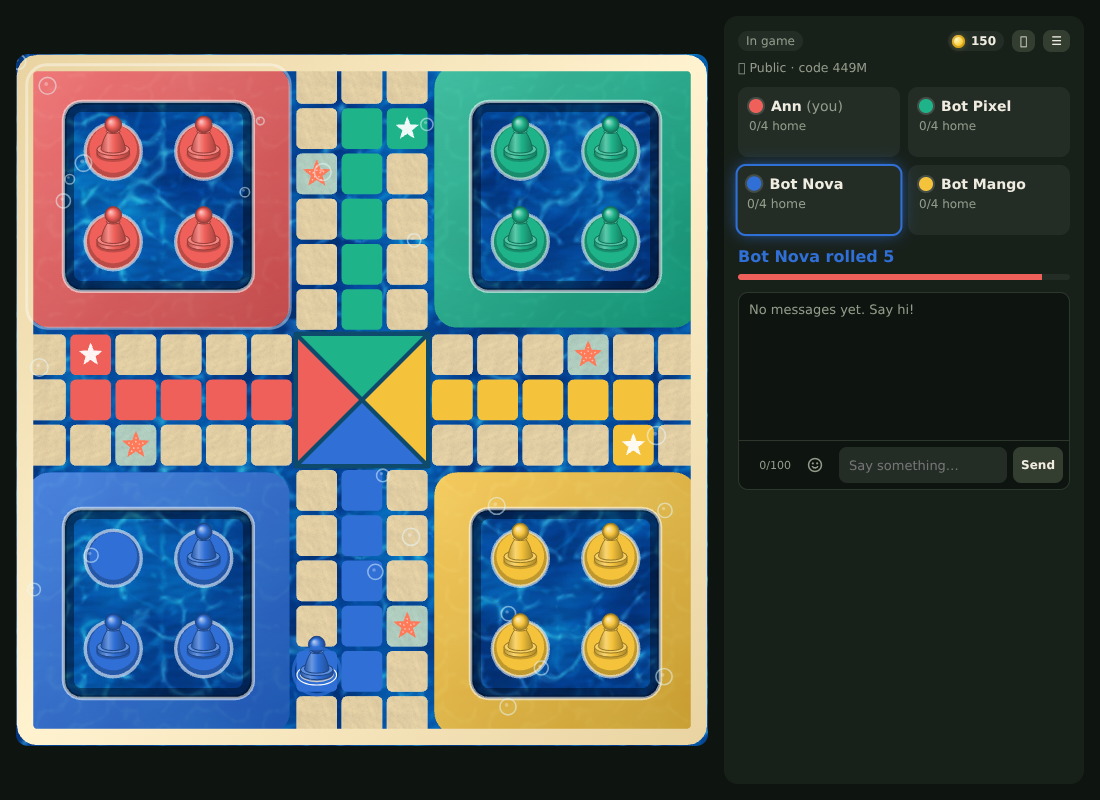 In game
150
Public · code 449M
Ann (you)
0/4 home
Bot Pixel
0/4 home
Bot Nova
0/4 home
Bot Mango
0/4 home
Bot Nova rolled 5
No messages yet. Say hi!
0/100
Say something...
Send